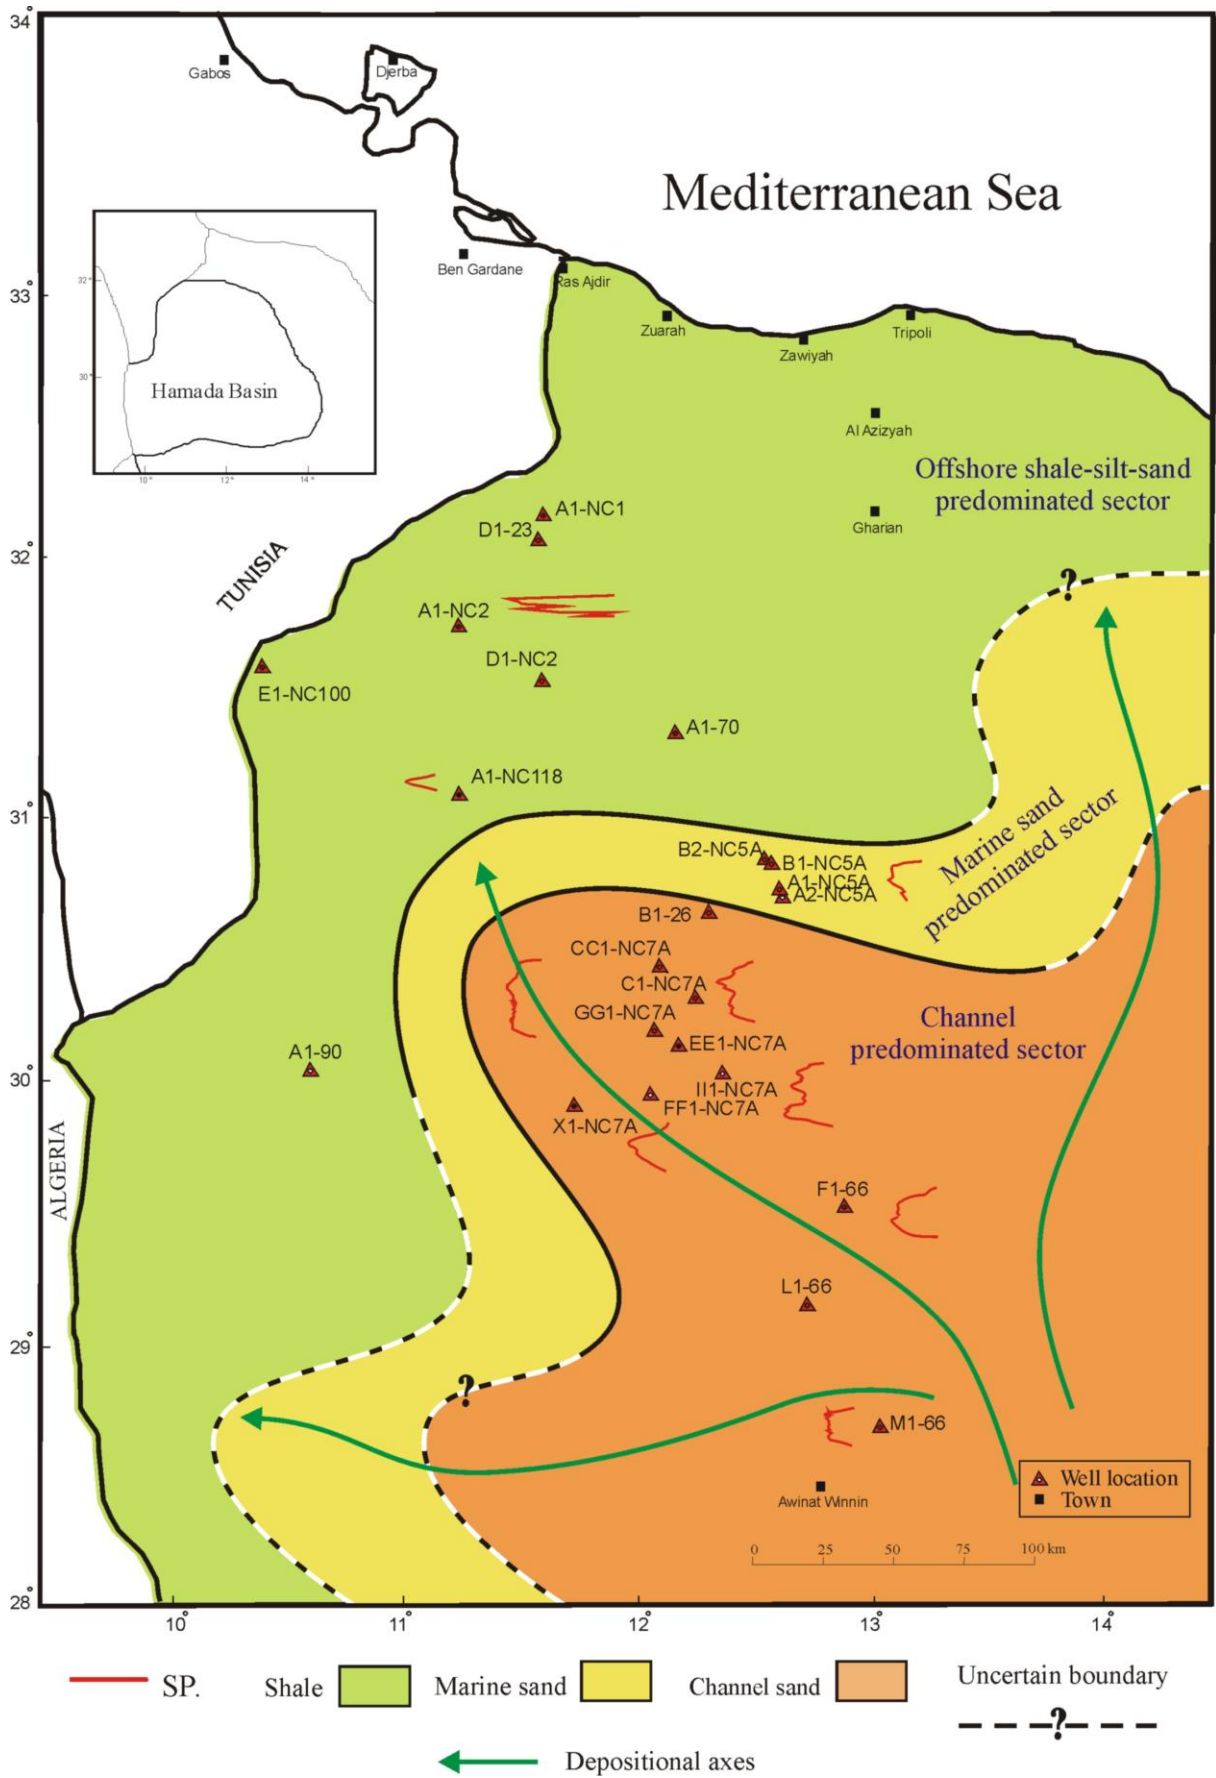 34°
Gabos
Djerba
Mediterranean Sea
32°
30°
Hamada Basin
10°
12°
14°
33°
Ben Gardane
Ras Ajdir
Zuarah
Zawiyah
Tripoli
Al Azizyah
Offshore shale-silt-sand
predominated sector
Gharian
A1-NC1
D1-23
32°
TUNISIA
?
A1-NC2
D1-NC2
E1-NC100
A1-70
A1-NC118
31°
Marine sand
predominated sector
B2-NC5A
B1-NC5A
A1-NC5A
A2-NC5A
B1-26
CC1-NC7A
C1-NC7A
GG1-NC7A
EE1-NC7A
Channel
predominated sector
A1-90
30°
II1-NC7A
FF1-NC7A
X1-NC7A
ALGERIA
F1-66
L1-66
29°
?
M1-66
Awinat Winnin
Well location
Town
0 25 50 75 100 km
28°
10° 11° 12° 13° 14°
SP.
Shale
Marine sand
Channel sand
Uncertain boundary
?
Depositional axes